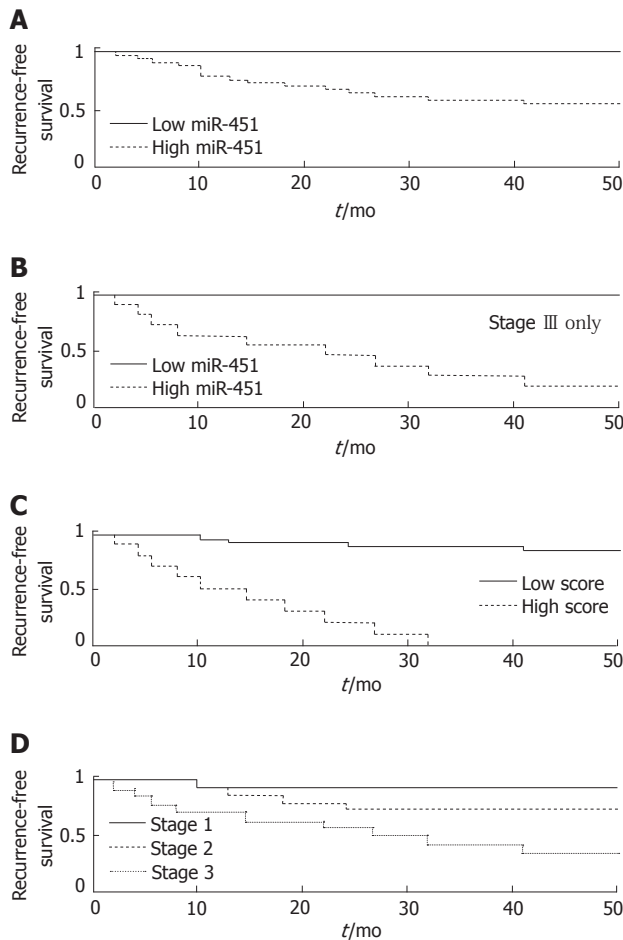 A
Recurrence-free
survival
1
0.5
0
Low miR-451
High miR-451
0 10 20 30 40 50
t/mo
B
Recurrence-free
survival
1
0.5
0
Stage Ⅲ only
Low miR-451
High miR-451
0 10 20 30 40 50
t/mo
C
Recurrence-free
survival
1
0.5
0
Low score
High score
0 10 20 30 40 50
t/mo
D
Recurrence-free
survival
1
0.5
0
Stage 1
Stage 2
Stage 3
0 10 20 30 40 50
t/mo